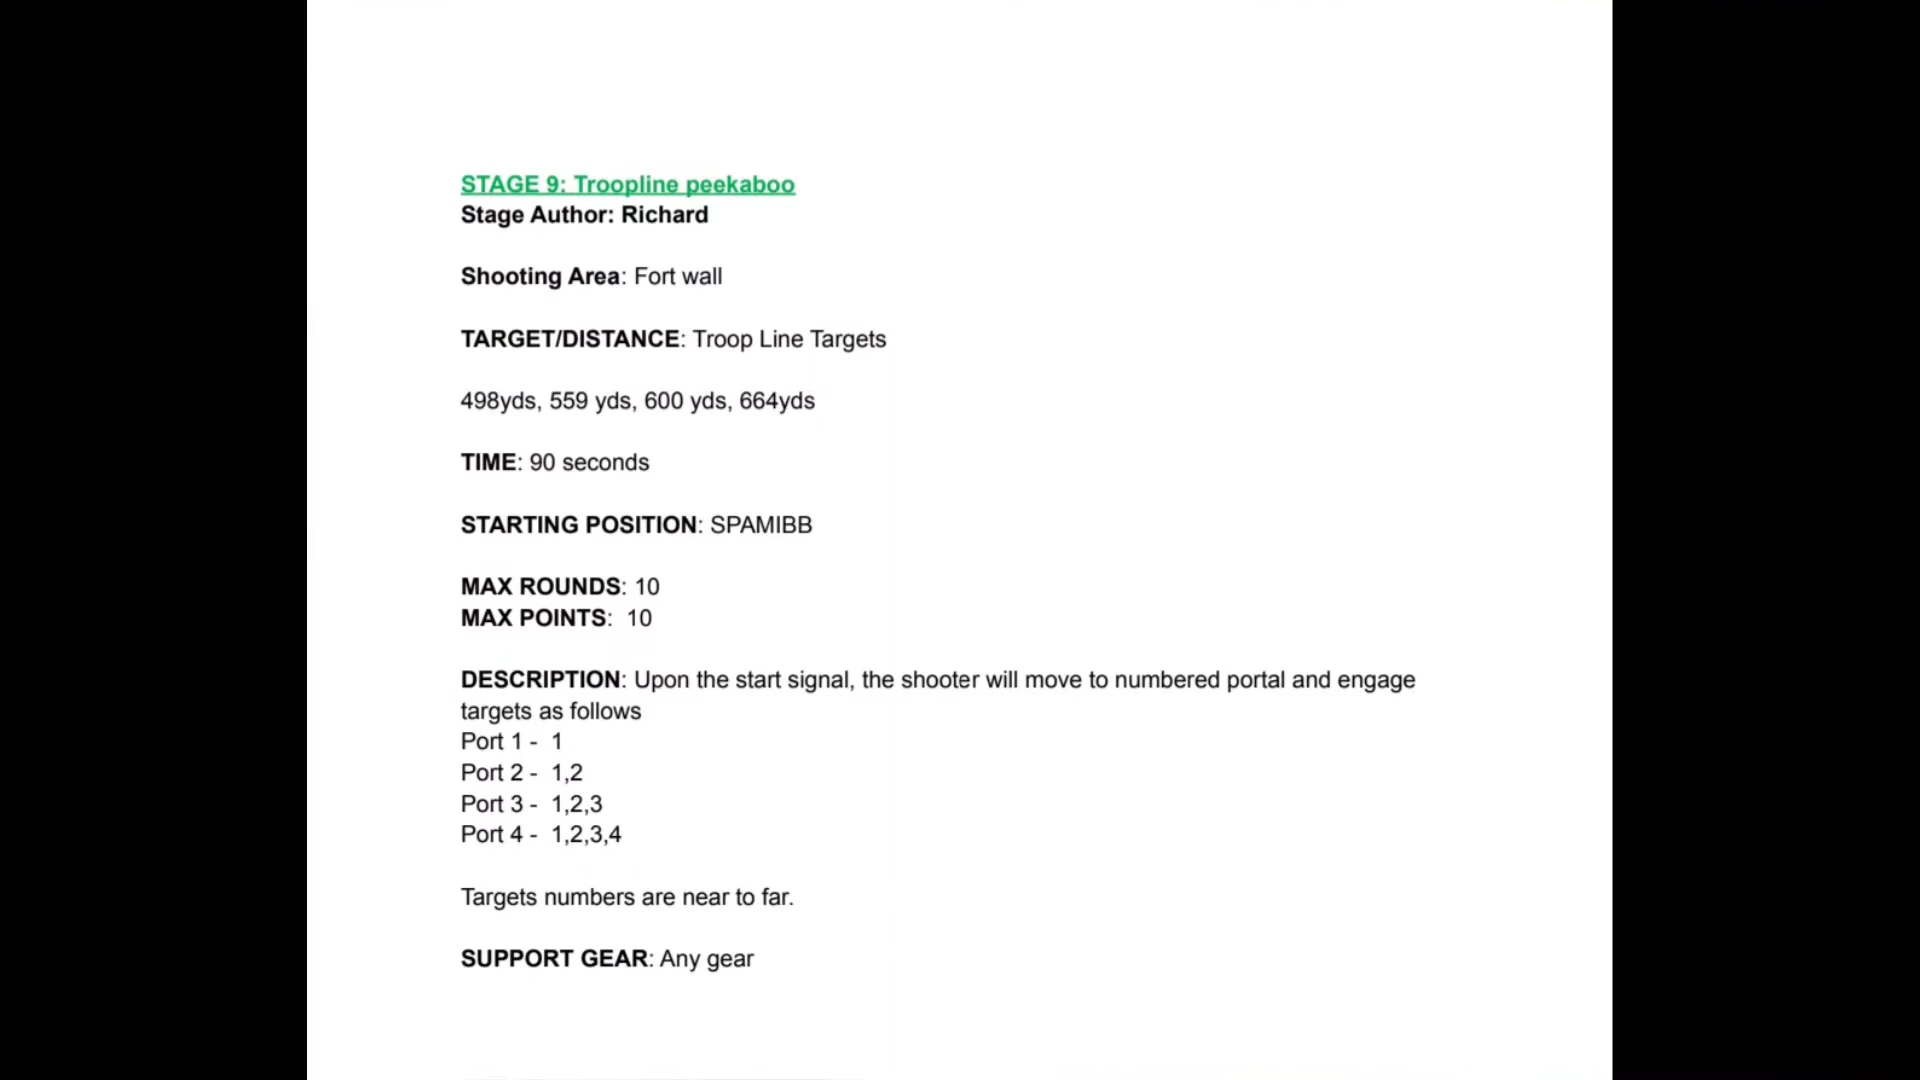 STAGE 9: Troopline peekaboo
Stage Author: Richard
Shooting Area: Fort wall
TARGET/DISTANCE: Troop Line Targets
498yds, 559 yds, 600 yds, 664yds
TIME: 90 seconds
STARTING POSITION: SPAMIBB
MAX ROUNDS: 10
MAX POINTS:  10
DESCRIPTION: Upon the start signal, the shooter will move to numbered portal and engage
targets as follows
Port 1 -  1
Port 2 -  1,2
Port 3 -  1,2,3
Port 4 -  1,2,3,4
Targets numbers are near to far.
SUPPORT GEAR: Any gear